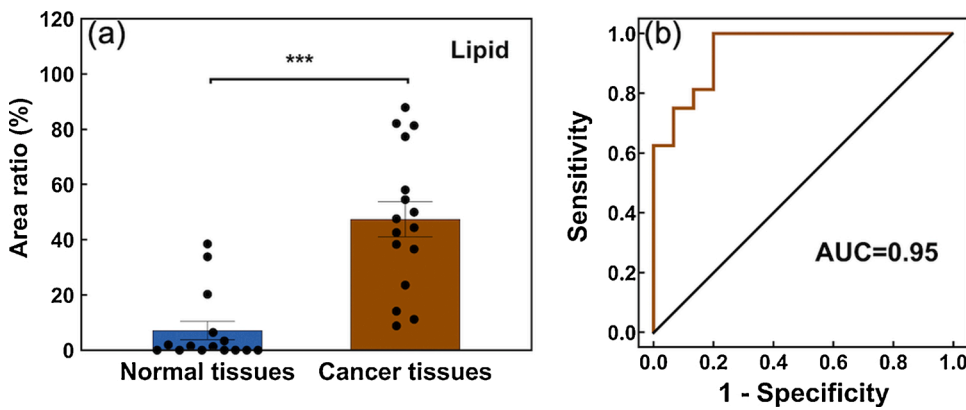 (a)
Lipid
***
Area ratio (%)
120
100
80
60
40
20
0
Normal tissues
Cancer tissues
(b)
Sensitivity
1.0
0.8
0.6
0.4
0.2
0.0
AUC=0.95
0.0 0.2 0.4 0.6 0.8 1.0
1 - Specificity